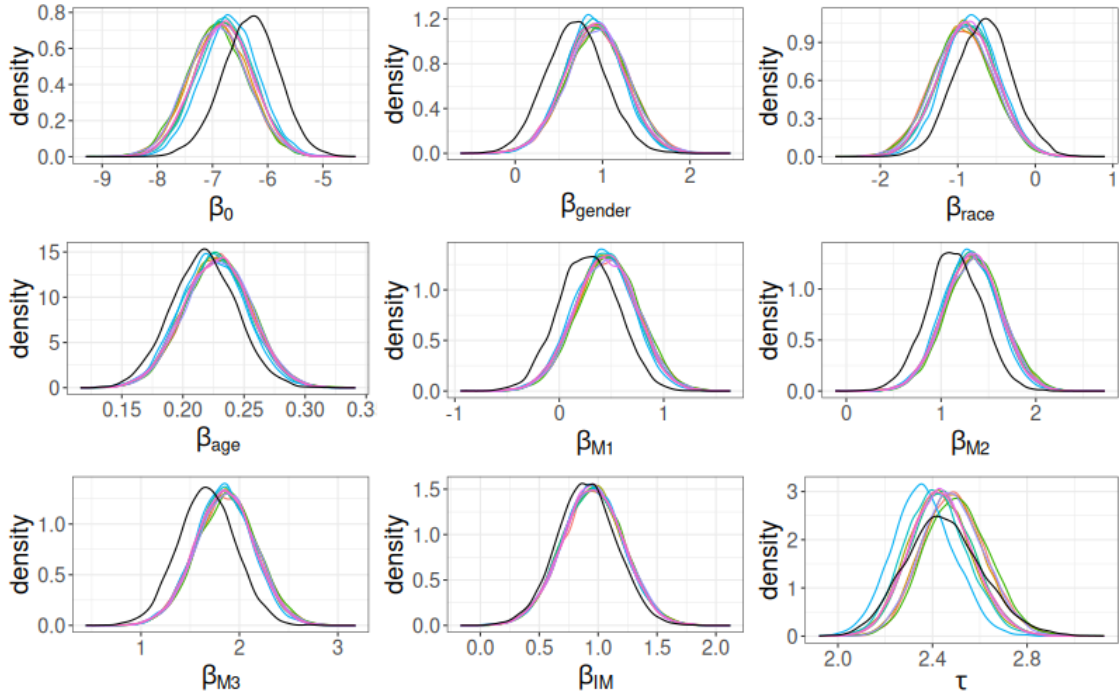 0.8
0.6
0.4
0.2
0.0
density
-9 -8 -7 -6 -5
β0
1.2
0.8
0.4
0.0
density
0 1 2
βgender
0.9
0.6
0.3
0.0
density
-2 -1 0 1
βrace
15
10
5
0
density
0.15 0.20 0.25 0.30 0.3
βage
1.0
0.5
0.0
density
-1 0 1
βM1
1.0
0.5
0.0
density
0 1 2
βM2
1.0
0.5
0.0
density
1 2 3
βM3
1.5
1.0
0.5
0.0
density
0.0 0.5 1.0 1.5 2.0
βIM
3
2
1
0
density
2.0 2.4 2.8
τ